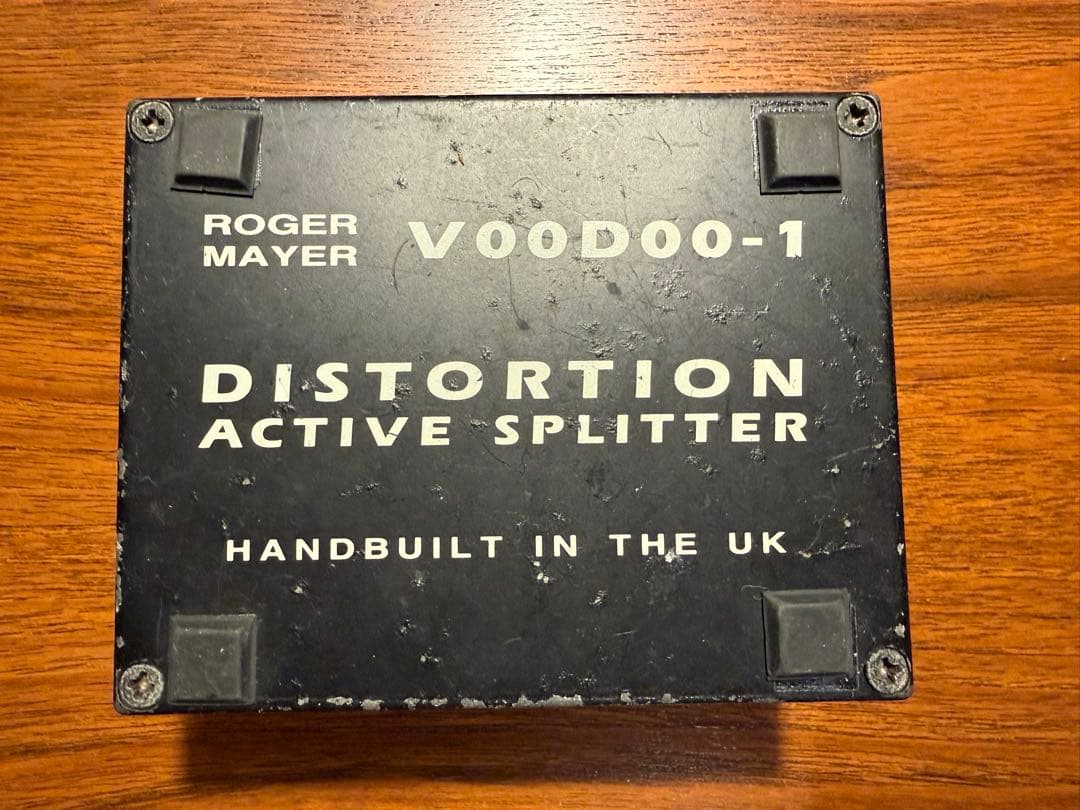 ROGER
MAYER
VOODOO-1
DISTORTION
ACTIVE SPLITTER
HANDBUILT IN THE UK